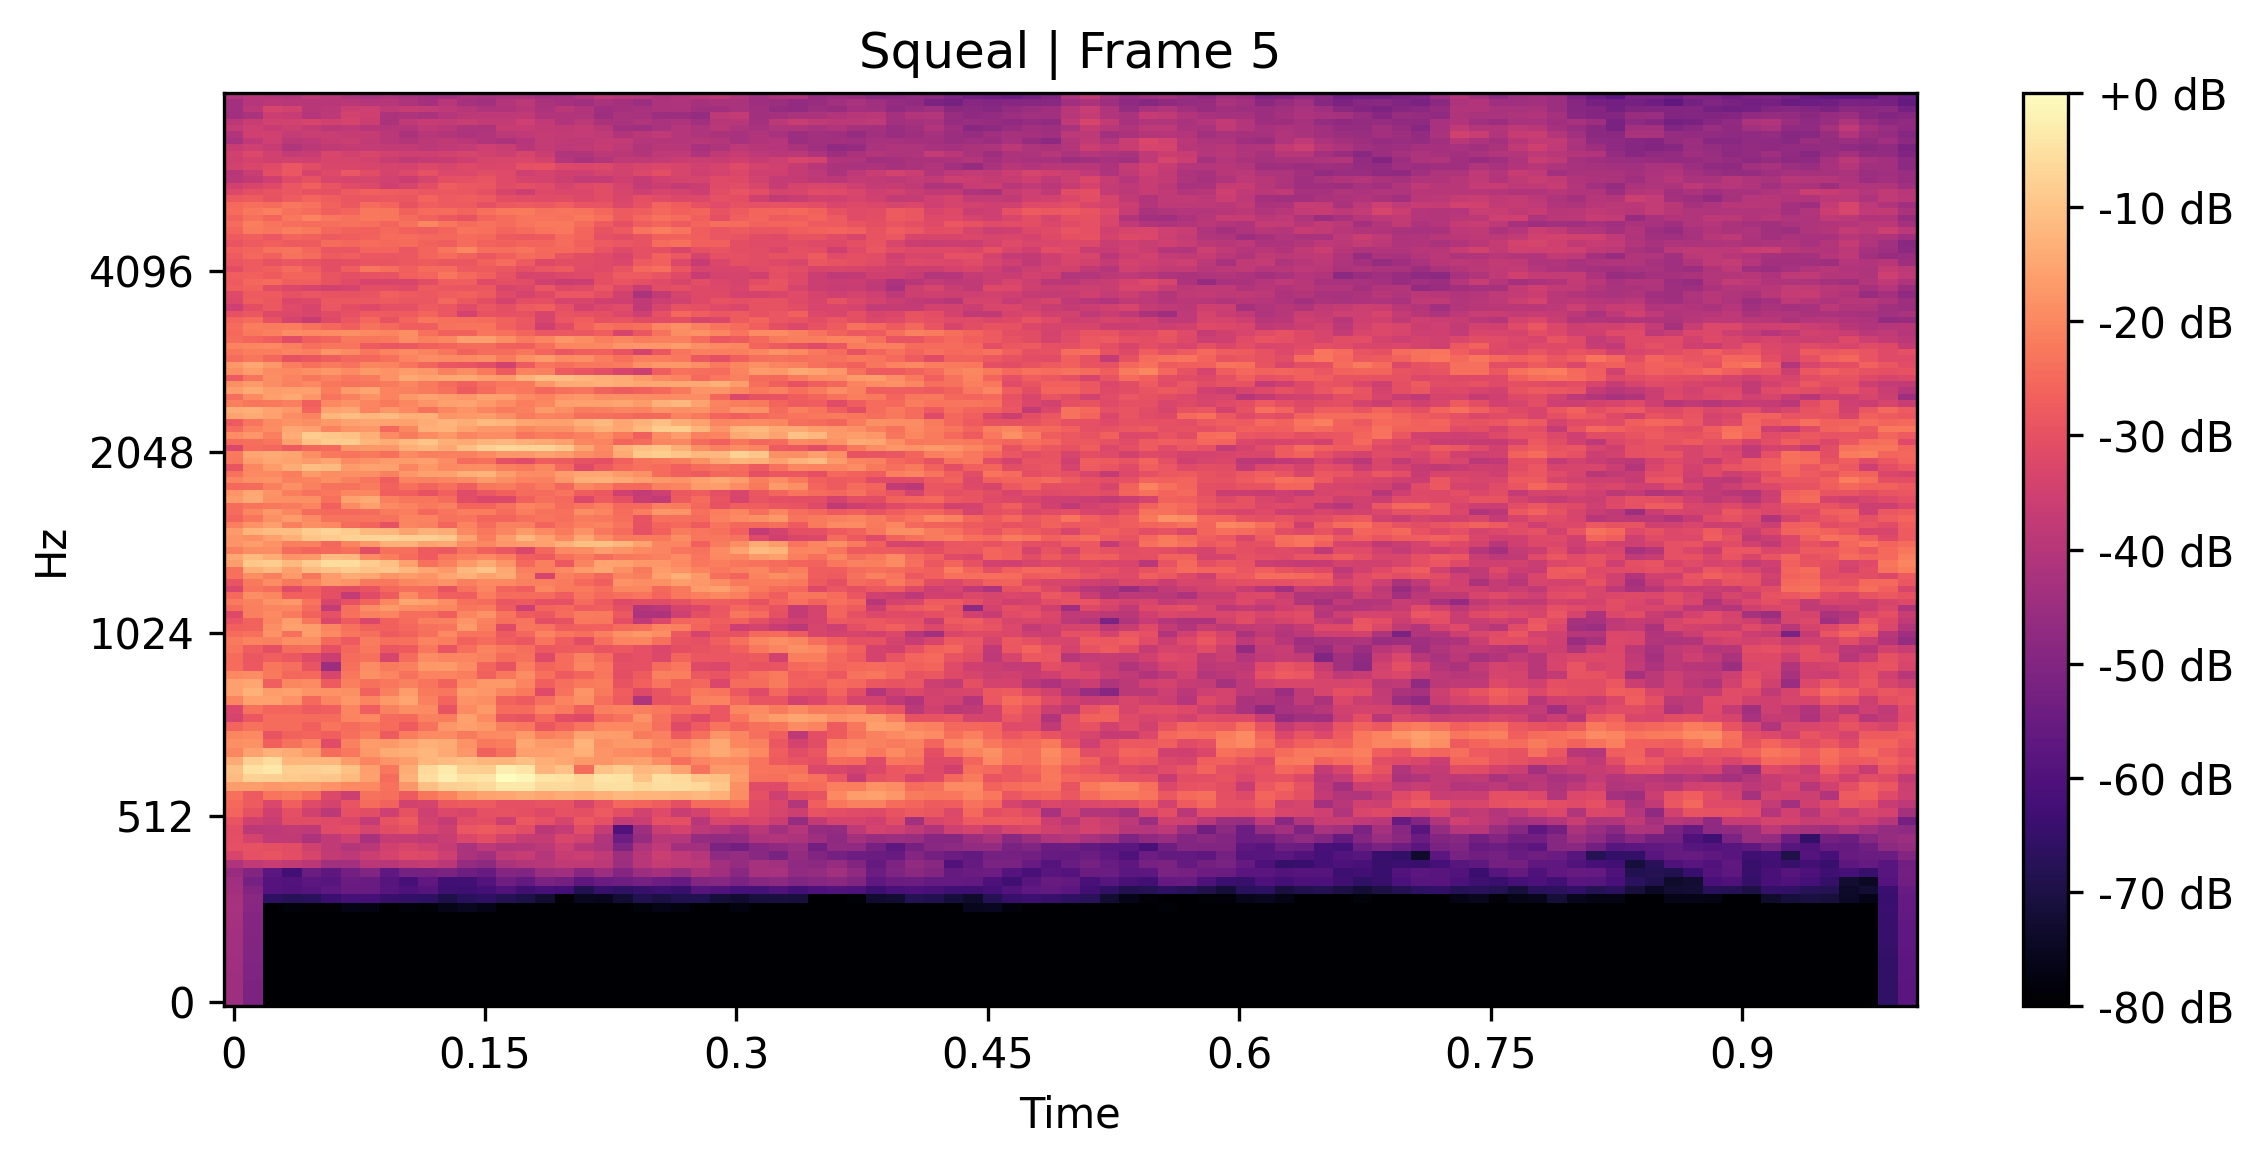 Squeal | Frame 5
Hz
4096
2048
1024
512
0
0 0.15 0.3 0.45 0.6 0.75 0.9
Time
+0 dB
-10 dB
-20 dB
-30 dB
-40 dB
-50 dB
-60 dB
-70 dB
-80 dB